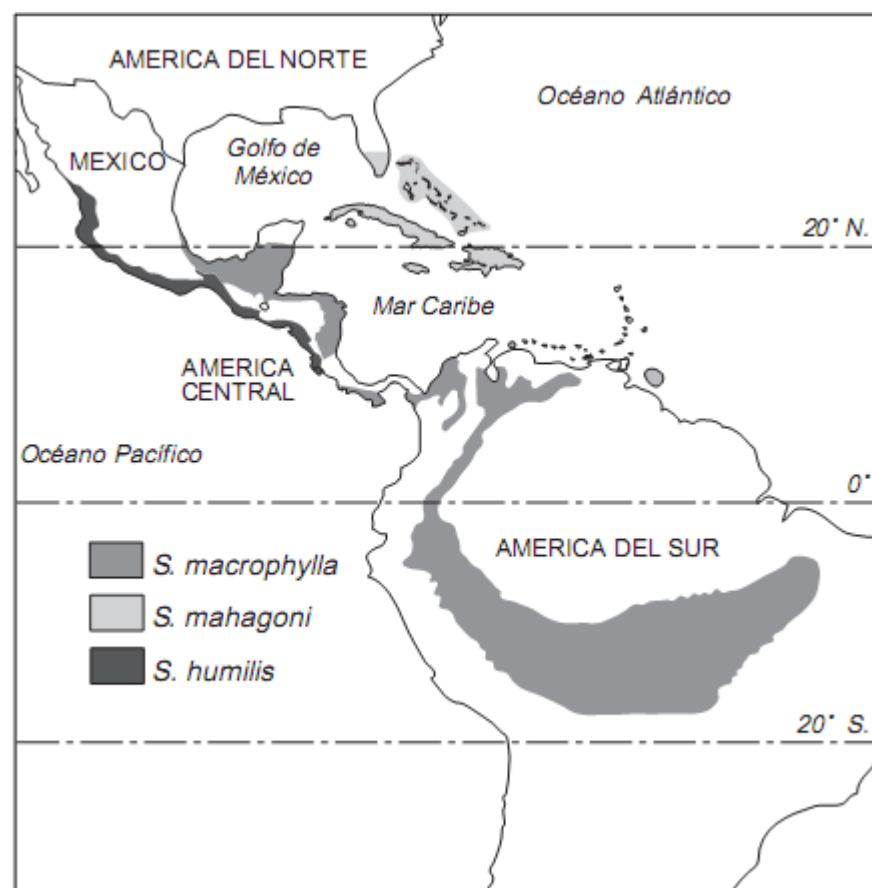 AMERICA DEL NORTE
Océano Atlántico
Golfo de
México
MEXICO
20° N.
Mar Caribe
AMERICA
CENTRAL
Océano Pacífico
0°
AMERICA DEL SUR
S. macrophylla
S. mahagoni
S. humilis
20° S.